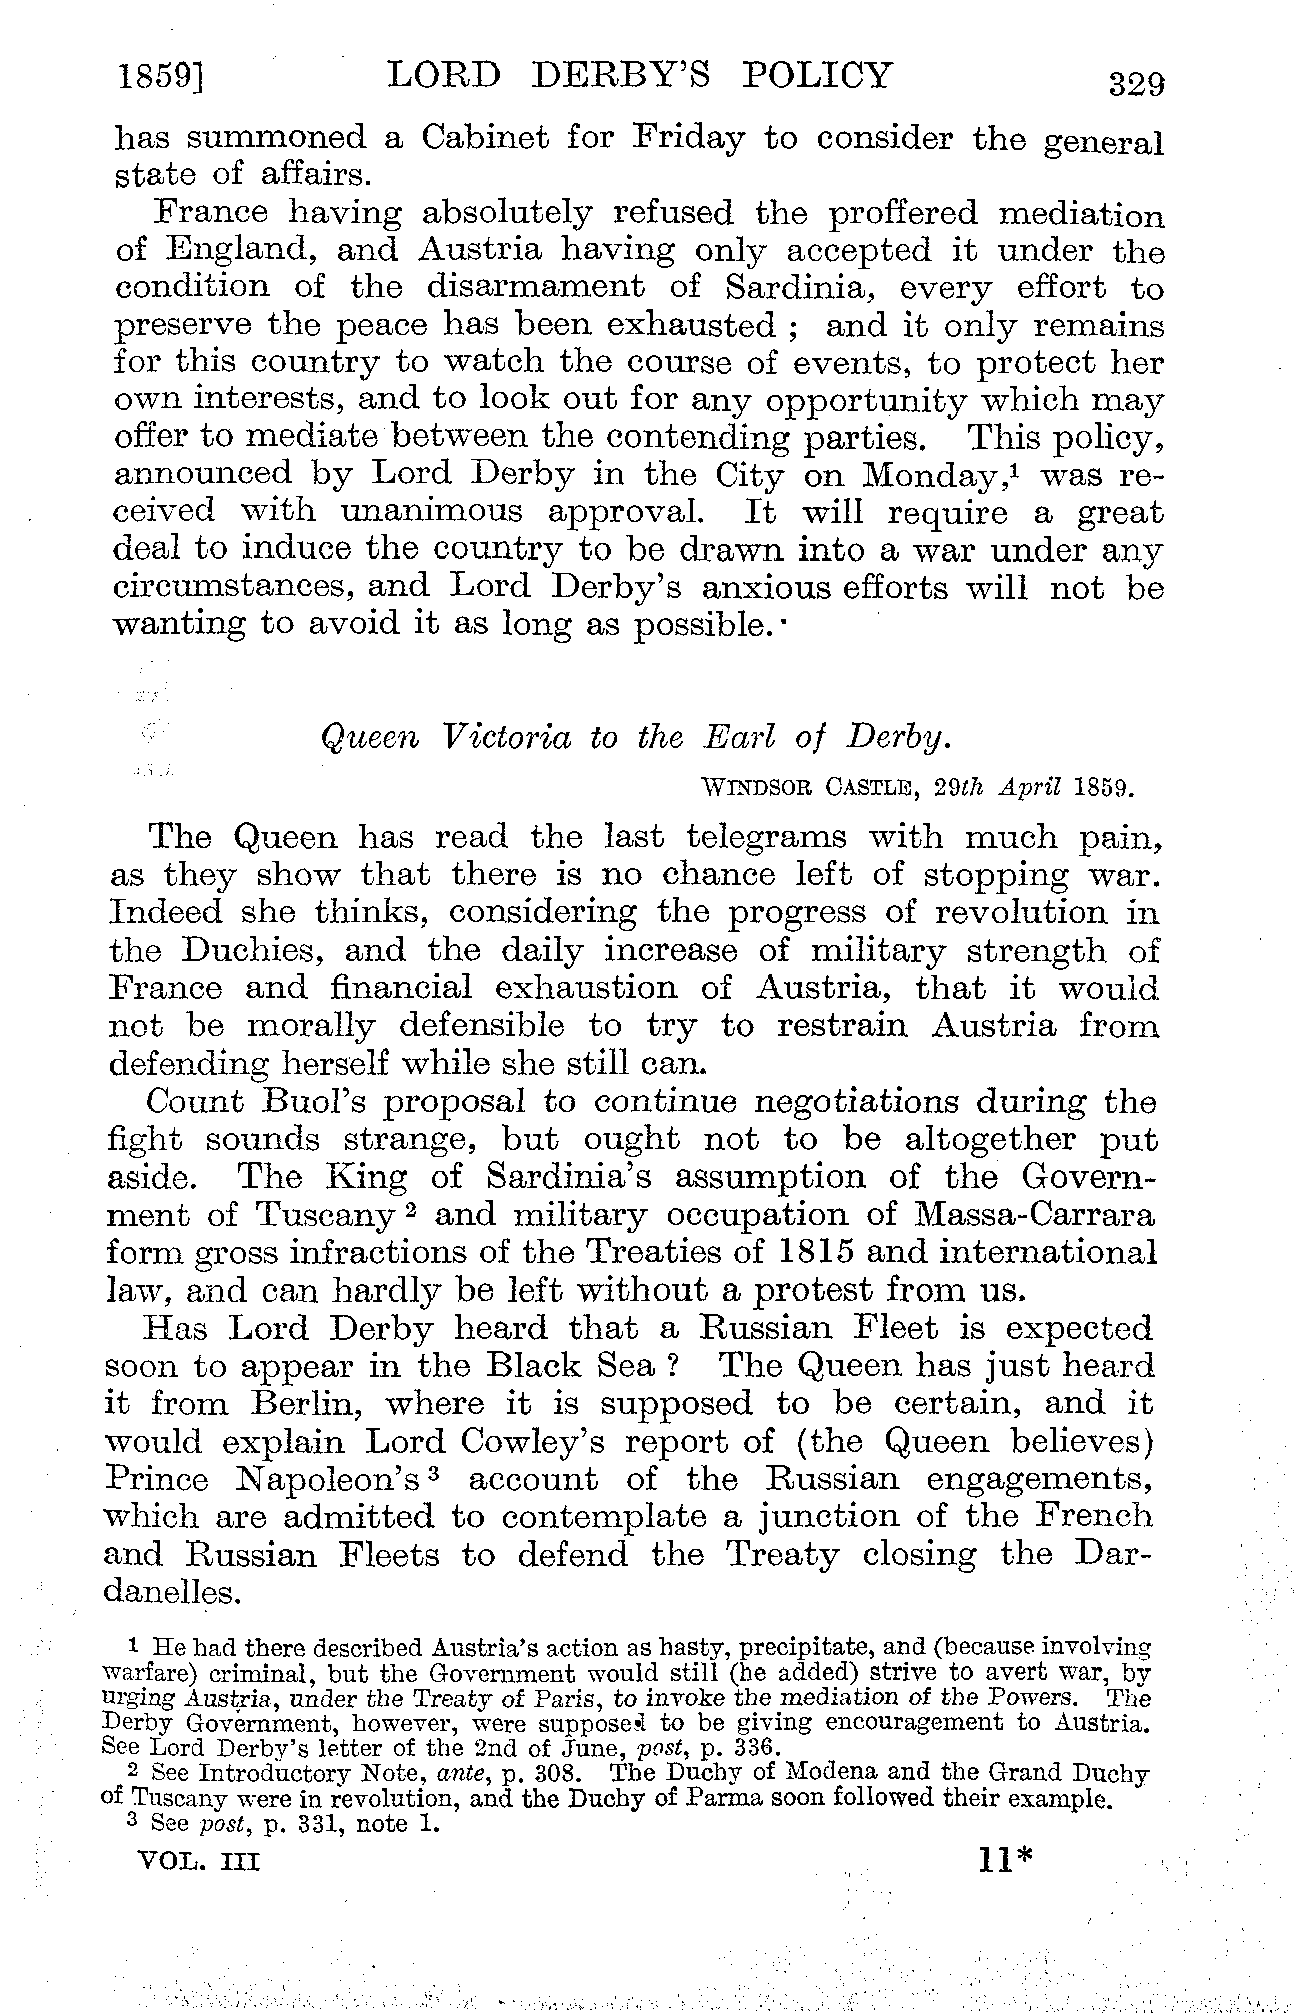 1859] LORD DERBY'S POLICY 329
has summoned a Cabinet for Friday to consider the general
state of affairs.
France having absolutely refused the proffered mediation
of England, and Austria having only accepted it under the
condition of the disarmament of Sardinia, every effort to
preserve the peace has been exhausted ; and it only remains
for this country to watch the course of events, to protect her
own interests, and to look out for any opportunity which may
offer to mediate between the contending parties. This policy,
announced by Lord Derby in the City on Monday,¹ was re-
ceived with unanimous approval. It will require a great
deal to induce the country to be drawn into a war under any
circumstances, and Lord Derby's anxious efforts will not be
wanting to avoid it as long as possible.
Queen Victoria to the Earl of Derby.
WINDSOR CASTLE, 29th April 1859.
The Queen has read the last telegrams with much pain,
as they show that there is no chance left of stopping war.
Indeed she thinks, considering the progress of revolution in
the Duchies, and the daily increase of military strength of
France and financial exhaustion of Austria, that it would
not be morally defensible to try to restrain Austria from
defending herself while she still can.
Count Buol's proposal to continue negotiations during the
fight sounds strange, but ought not to be altogether put
aside. The King of Sardinia's assumption of the Govern-
ment of Tuscany ² and military occupation of Massa-Carrara
form gross infractions of the Treaties of 1815 and international
law, and can hardly be left without a protest from us.
Has Lord Derby heard that a Russian Fleet is expected
soon to appear in the Black Sea ? The Queen has just heard
it from Berlin, where it is supposed to be certain, and it
would explain Lord Cowley's report of (the Queen believes)
Prince Napoleon's ³ account of the Russian engagements,
which are admitted to contemplate a junction of the French
and Russian Fleets to defend the Treaty closing the Dar-
danelles.
1 He had there described Austria's action as hasty, precipitate, and (because involving
warfare) criminal, but the Government would still (he added) strive to avert war, by
urging Austria, under the Treaty of Paris, to invoke the mediation of the Powers. The
Derby Government, however, were supposed to be giving encouragement to Austria.
See Lord Derby's letter of the 2nd of June, post, p. 336.
2 See Introductory Note, ante, p. 308. The Duchy of Modena and the Grand Duchy
of Tuscany were in revolution, and the Duchy of Parma soon followed their example.
3 See post, p. 331, note 1.
VOL. III 11*